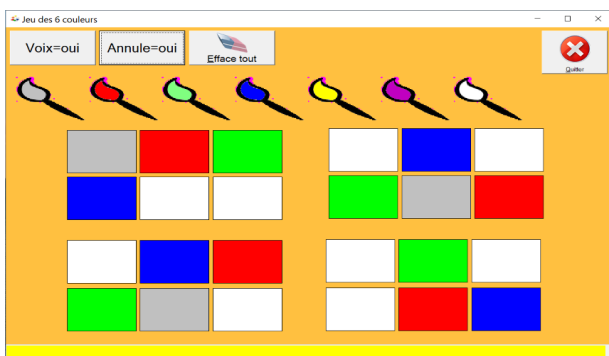 Jeu des 6 couleurs
Voix=oui
Annule=oui
Efface tout
Quitter